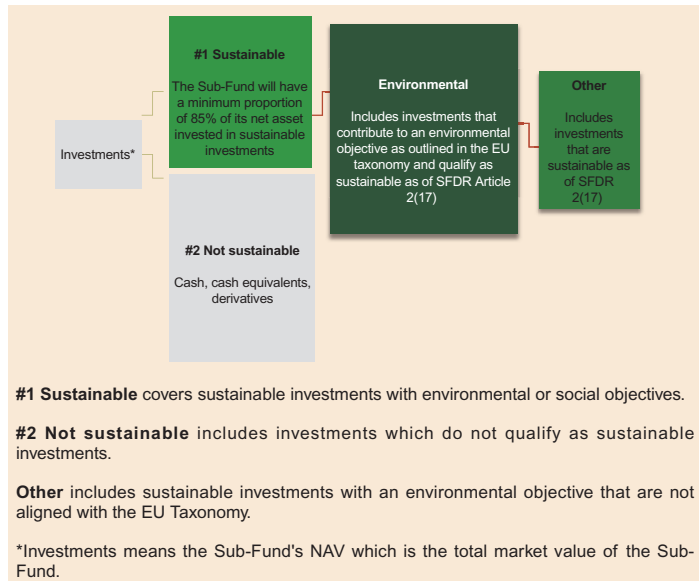 Investments*
#1 Sustainable
The Sub-Fund will have
a minimum proportion
of 85% of its net asset
invested in sustainable
investments
#2 Not sustainable
Cash, cash equivalents,
derivatives
Environmental
Includes investments that
contribute to an environmental
objective as outlined in the EU
taxonomy and qualify as
sustainable as of SFDR Article
2(17)
Other
Includes
investments
that are
sustainable as
of SFDR
2(17)
#1 Sustainable covers sustainable investments with environmental or social objectives.
#2 Not sustainable includes investments which do not qualify as sustainable
investments.
Other includes sustainable investments with an environmental objective that are not
aligned with the EU Taxonomy.
*Investments means the Sub-Fund's NAV which is the total market value of the Sub-
Fund.